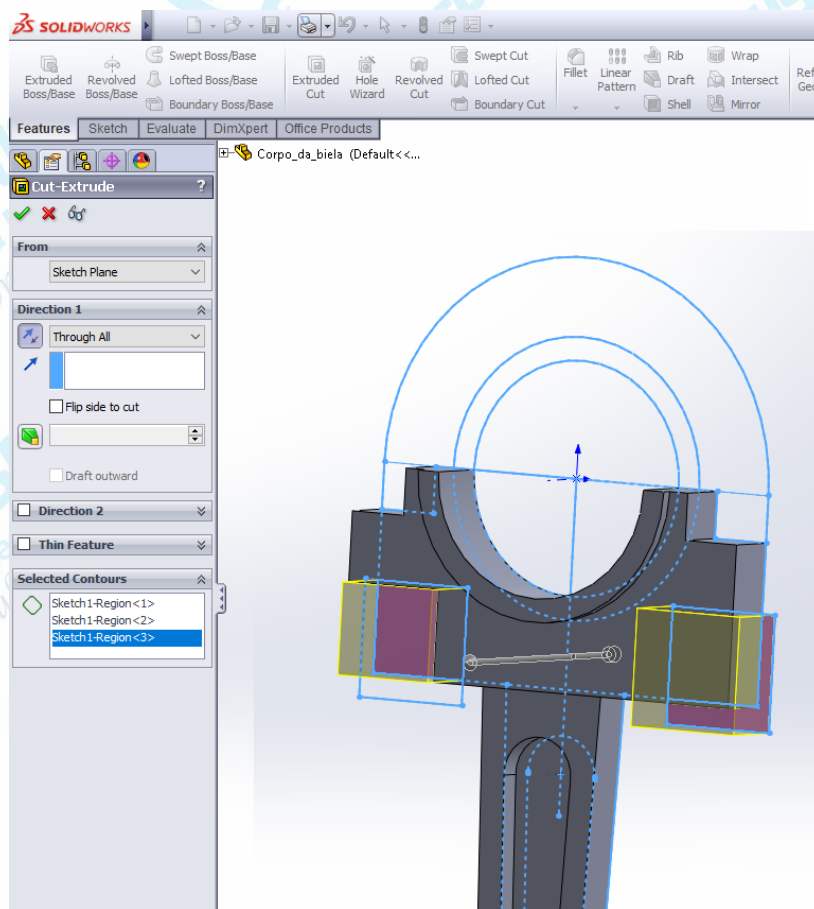 SOLIDWORKS
Extruded Boss/Base
Revolved Boss/Base
Swept Boss/Base
Lofted Boss/Base
Boundary Boss/Base
Extruded Cut
Hole Wizard
Revolved Cut
Swept Cut
Lofted Cut
Boundary Cut
Fillet
Linear Pattern
Rib
Draft
Shell
Wrap
Intersect
Mirror
Features
Sketch
Evaluate
DimXpert
Office Products
Corpo_da_biela (Default<<...
Cut-Extrude
?
From
Sketch Plane
Direction 1
Through All
Flip side to cut
Draft outward
Direction 2
Thin Feature
Selected Contours
Sketch1-Region<1>
Sketch1-Region<2>
Sketch1-Region<3>